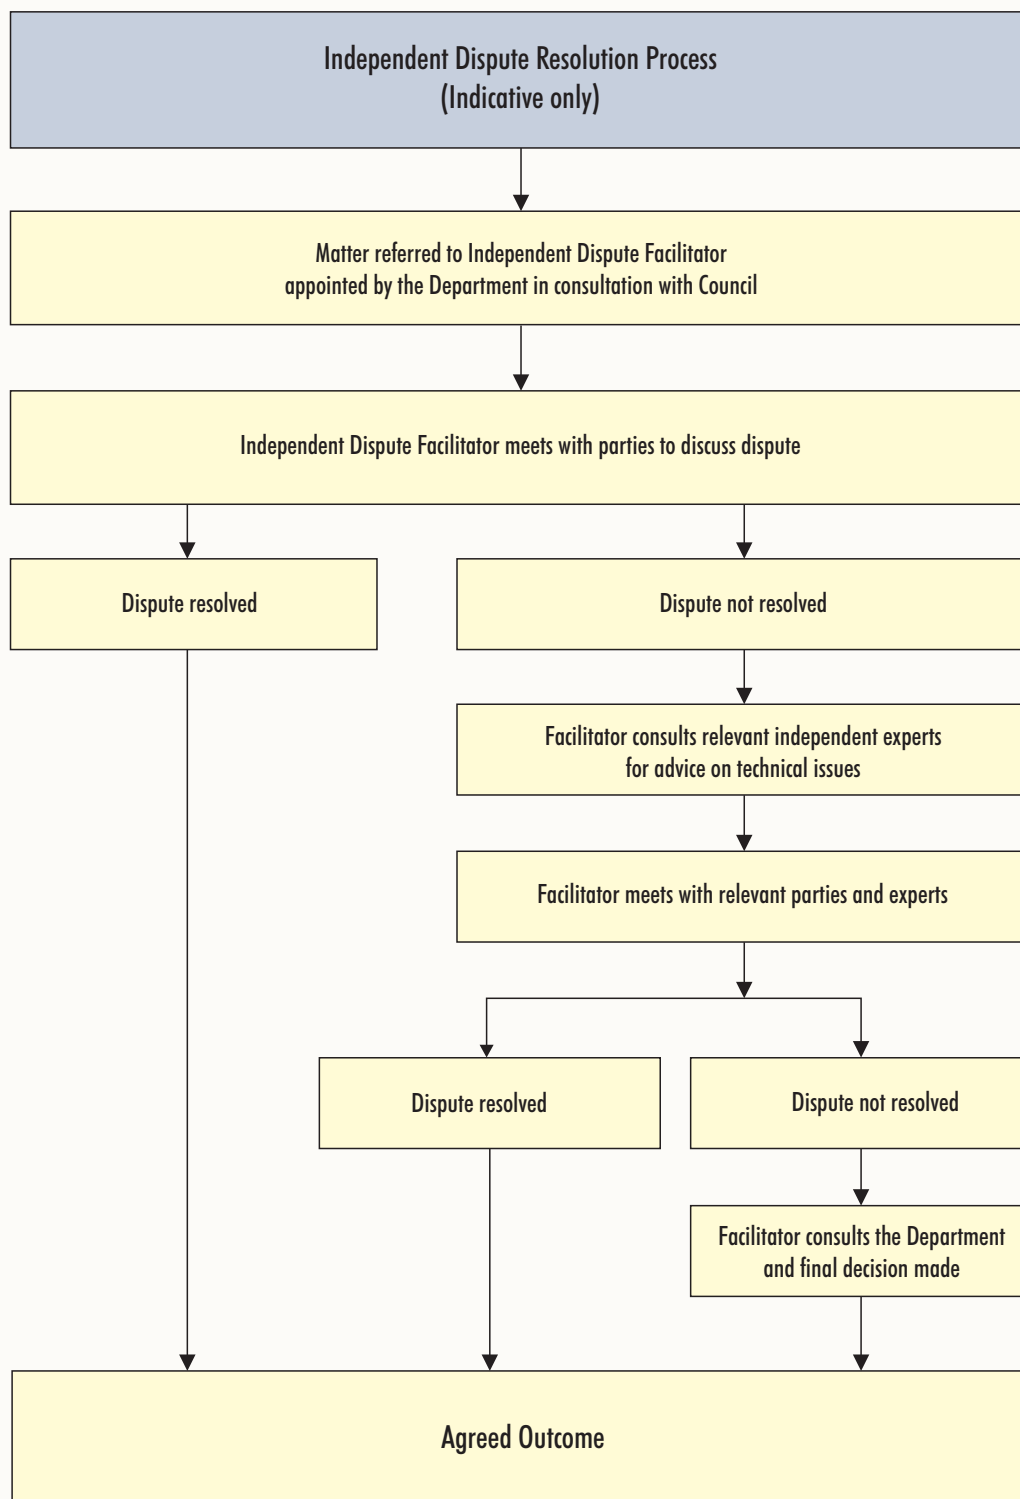 Independent Dispute Resolution Process
(Indicative only)
Matter referred to Independent Dispute Facilitator
appointed by the Department in consultation with Council
Independent Dispute Facilitator meets with parties to discuss dispute
Dispute resolved
Dispute not resolved
Facilitator consults relevant independent experts
for advice on technical issues
Facilitator meets with relevant parties and experts
Dispute resolved
Dispute not resolved
Facilitator consults the Department
and final decision made
Agreed Outcome